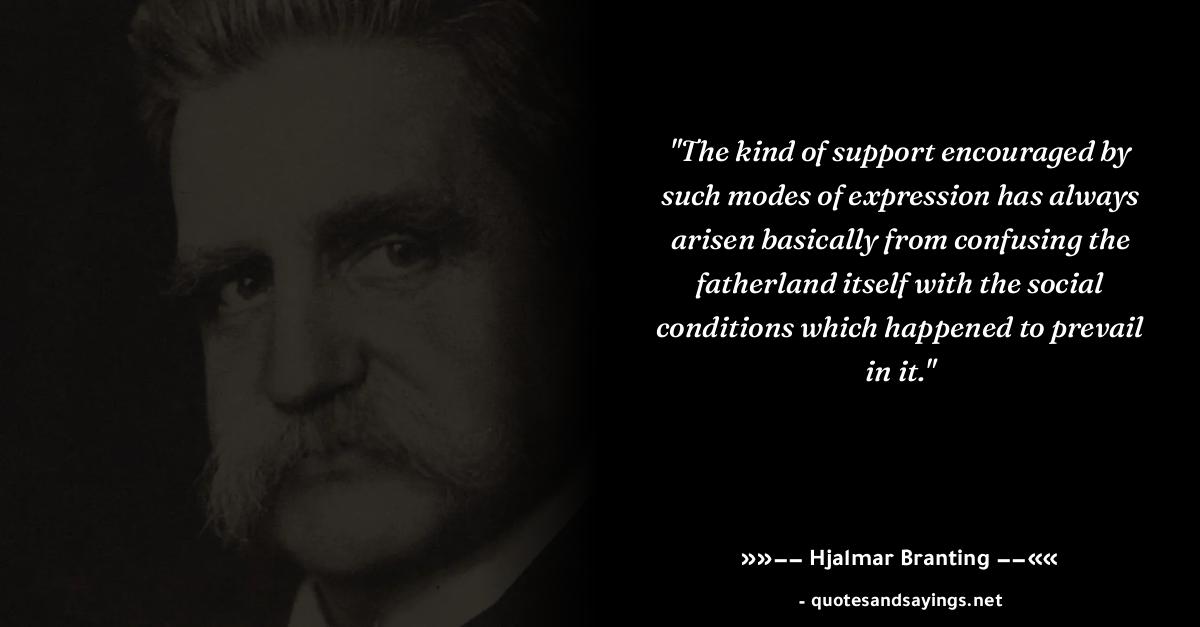 "The kind of support encouraged by
such modes of expression has always
arisen basically from confusing the
fatherland itself with the social
conditions which happened to prevail
in it."
»»−− Hjalmar Branting −−««
- quotesandsayings.net